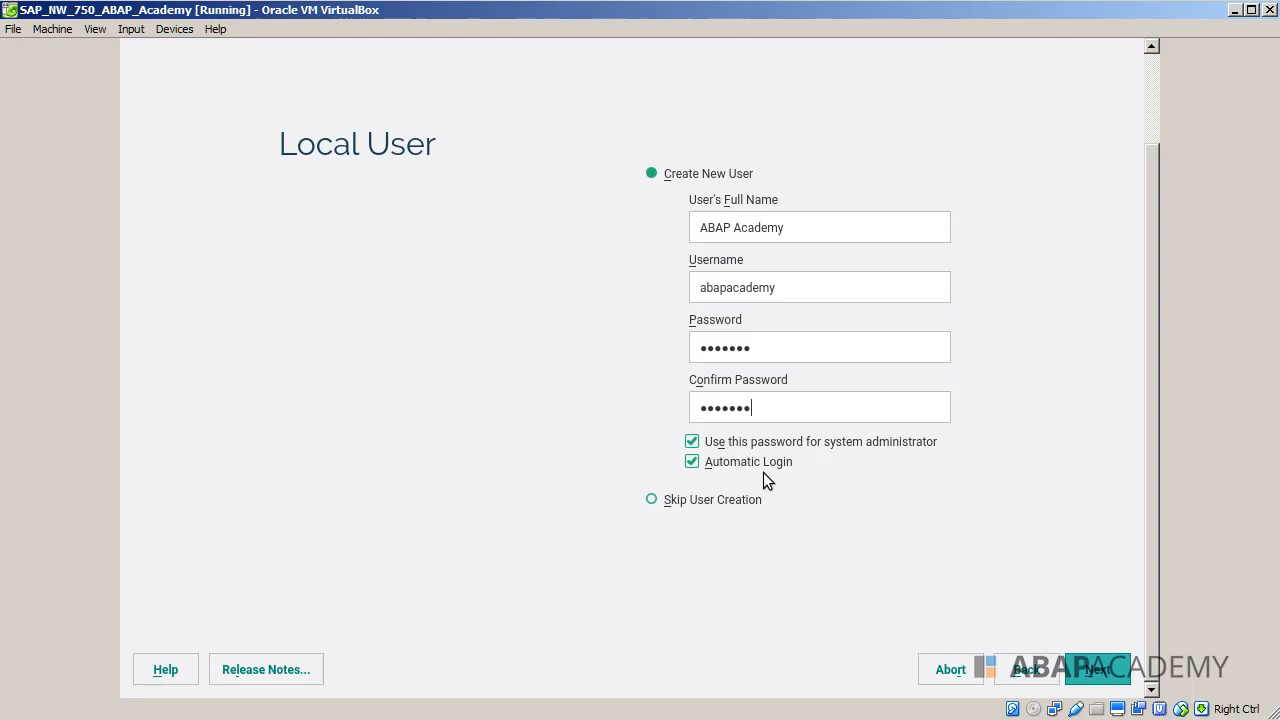 SAP_NW_750_ABAP_Academy [Running] - Oracle VM VirtualBox
File Machine View Input Devices Help
Local User
Create New User
User's Full Name
ABAP Academy
Username
abapacademy
Password
•••••••
Confirm Password
•••••••
Use this password for system administrator
Automatic Login
Skip User Creation
Help Release Notes... Abort Back Next
ABAPACADEMY
Right Ctrl